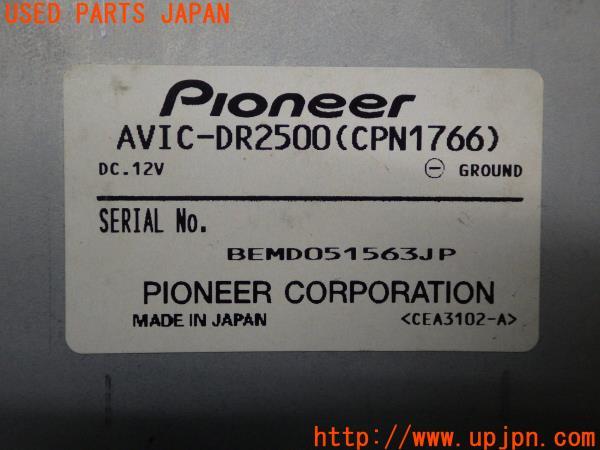 USED PARTS JAPAN
Pioneer
AVIC-DR2500(CPN1766)
DC.12V ⊖ GROUND
SERIAL No.
BEMD051563JP
PIONEER CORPORATION
MADE IN JAPAN <CEA3102-A>
http://www.upjpn.com/